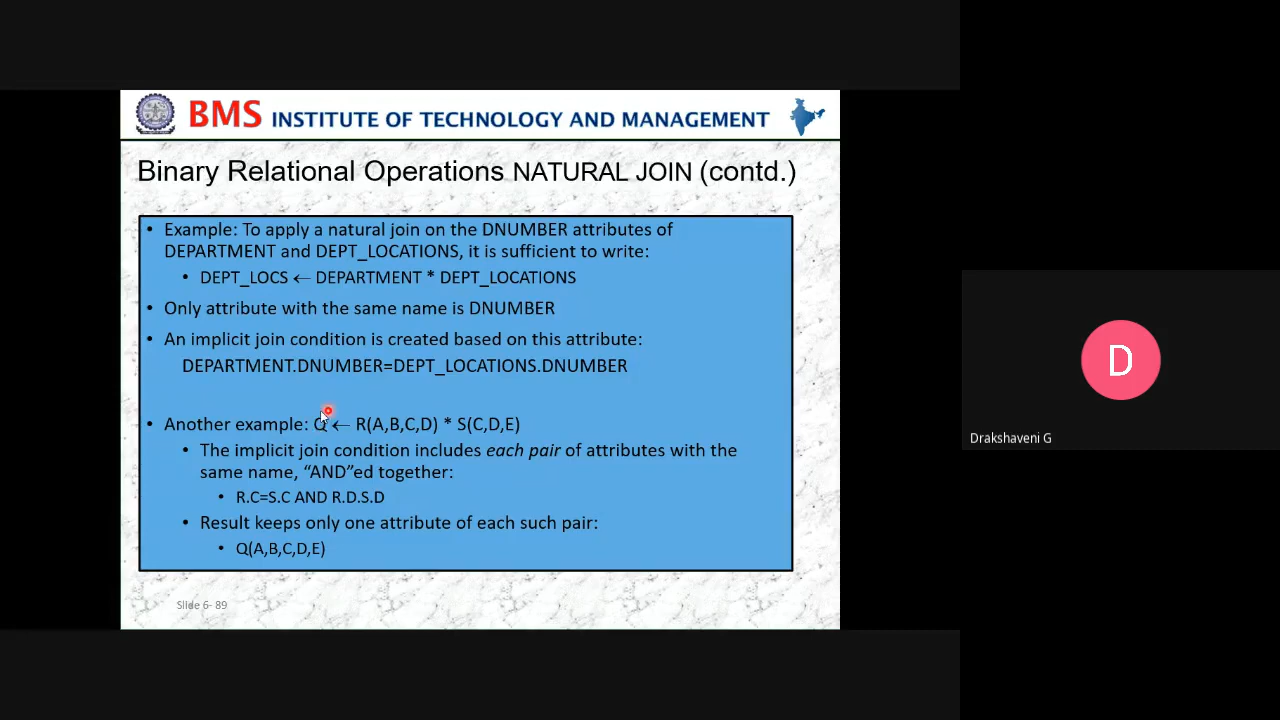 BMS INSTITUTE OF TECHNOLOGY AND MANAGEMENT
Binary Relational Operations NATURAL JOIN (contd.)
• Example: To apply a natural join on the DNUMBER attributes of
DEPARTMENT and DEPT_LOCATIONS, it is sufficient to write:
• DEPT_LOCS ← DEPARTMENT * DEPT_LOCATIONS
• Only attribute with the same name is DNUMBER
• An implicit join condition is created based on this attribute:
DEPARTMENT.DNUMBER=DEPT_LOCATIONS.DNUMBER
• Another example: Q ← R(A,B,C,D) * S(C,D,E)
• The implicit join condition includes each pair of attributes with the
same name, “AND”ed together:
• R.C=S.C AND R.D.S.D
• Result keeps only one attribute of each such pair:
• Q(A,B,C,D,E)
Slide 6- 89
D
Drakshaveni G